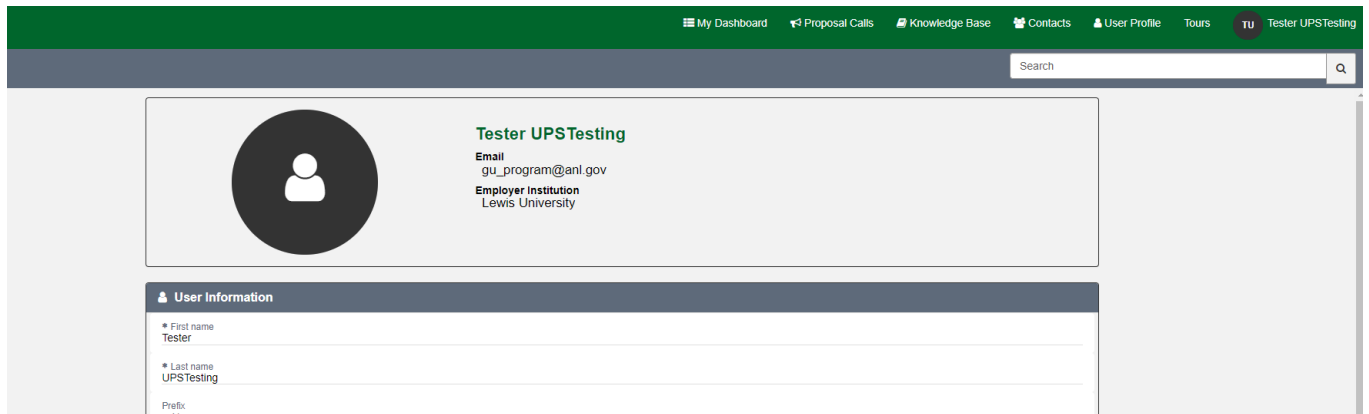 My Dashboard Proposal Calls Knowledge Base Contacts User Profile Tours TU Tester UPSTesting
Search
Tester UPSTesting
Email
gu_program@anl.gov
Employer Institution
Lewis University
User Information
* First name
Tester
* Last name
UPSTesting
Prefix